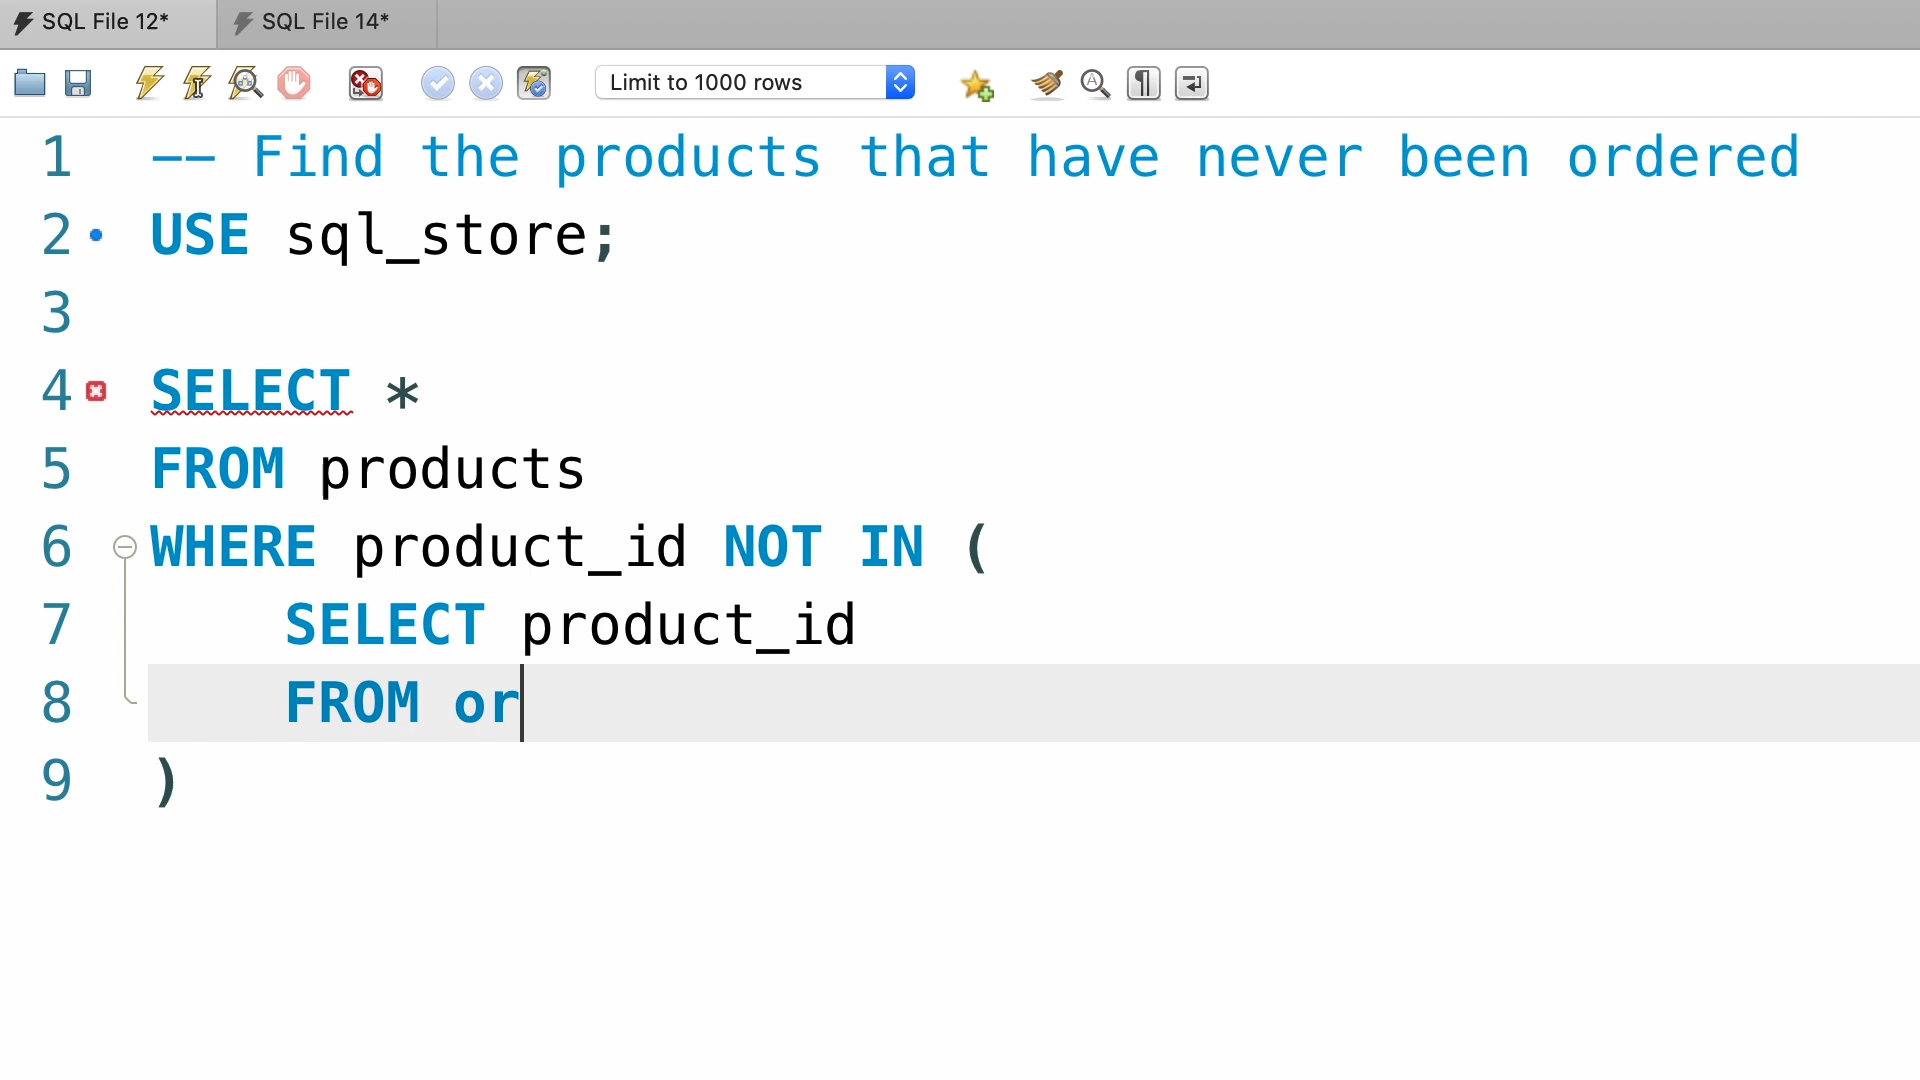 SQL File 12* SQL File 14*
Limit to 1000 rows
1 -- Find the products that have never been ordered
2 USE sql_store;
3
4 SELECT *
5 FROM products
6 WHERE product_id NOT IN (
7 SELECT product_id
8 FROM or
9 )